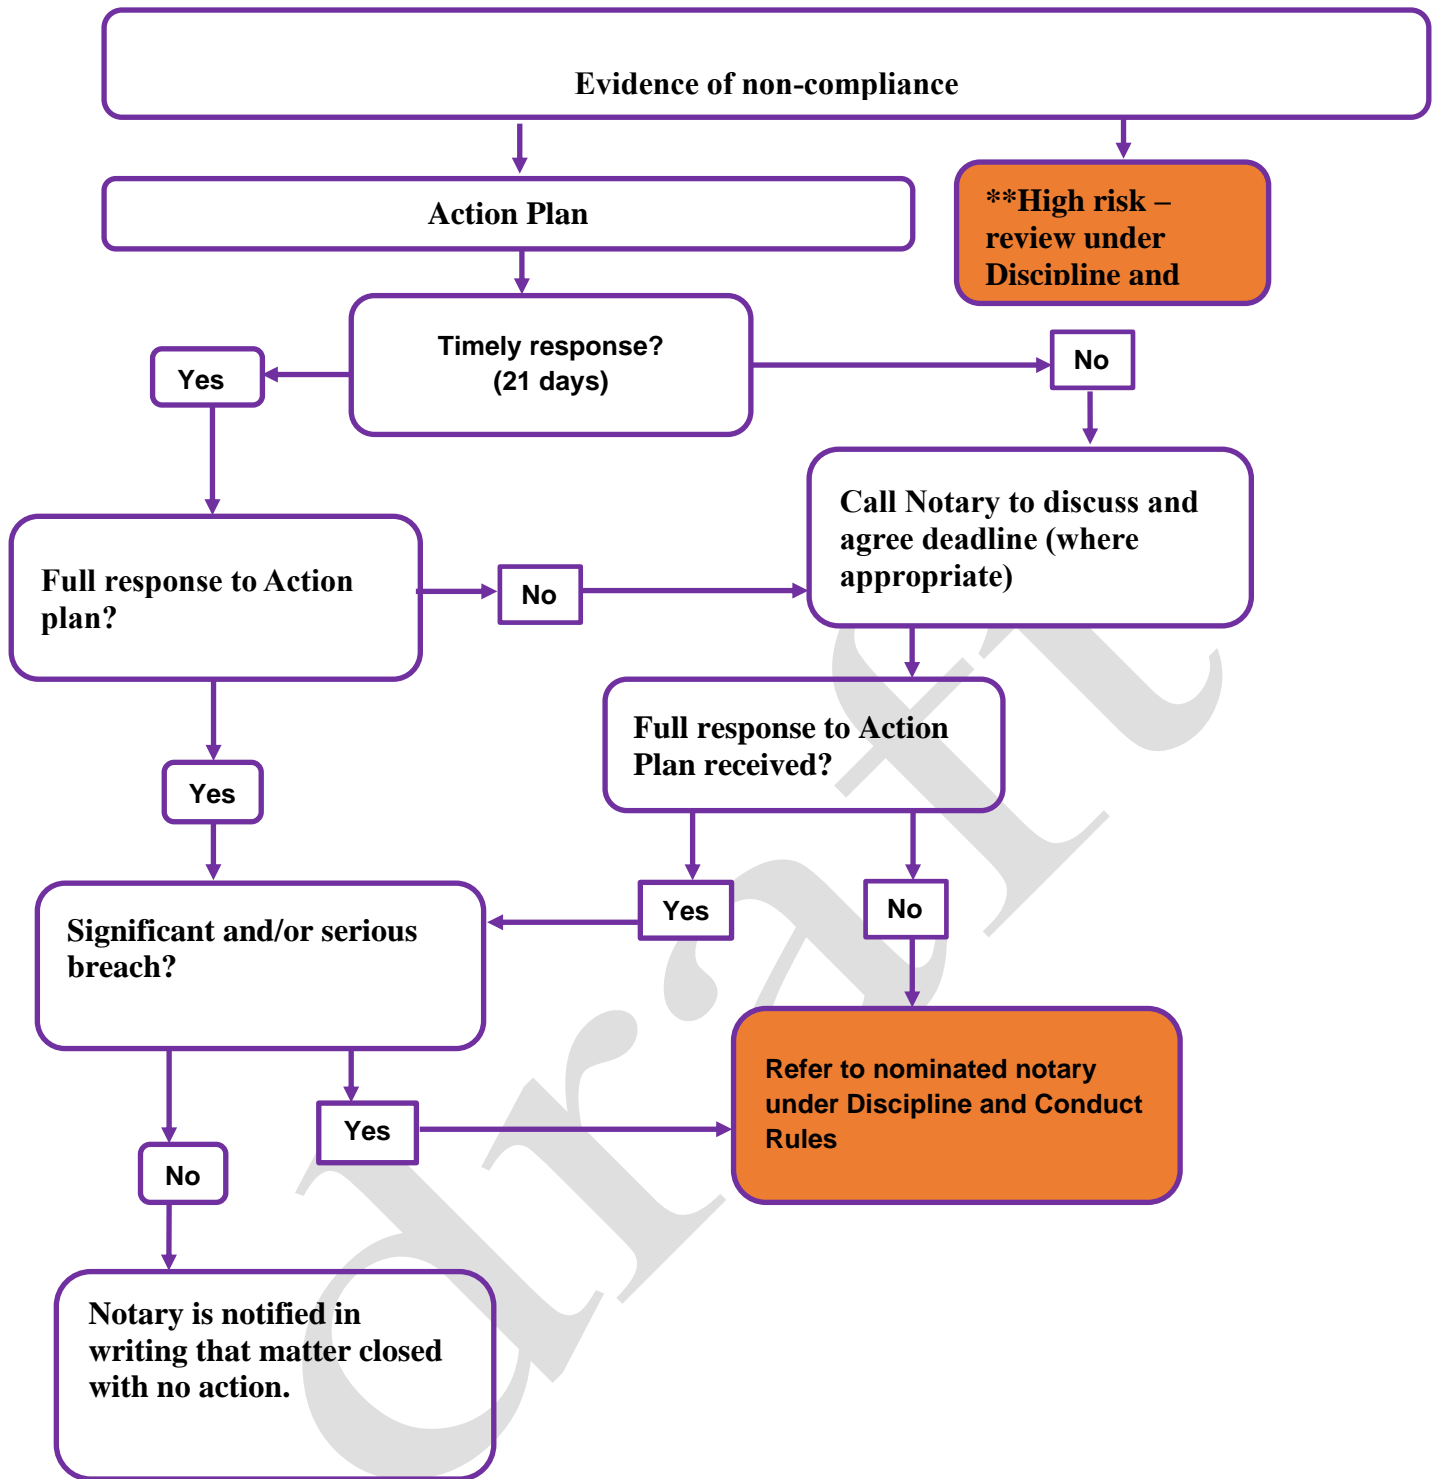 Evidence of non-compliance
Action Plan
**High risk –
review under
Discipline and
Timely response?
(21 days)
Yes
No
Call Notary to discuss and
agree deadline (where
appropriate)
Full response to Action
plan?
No
Full response to Action
Plan received?
Yes
Yes
No
Significant and/or serious
breach?
Refer to nominated notary
under Discipline and Conduct
Rules
Yes
No
Notary is notified in
writing that matter closed
with no action.
draft